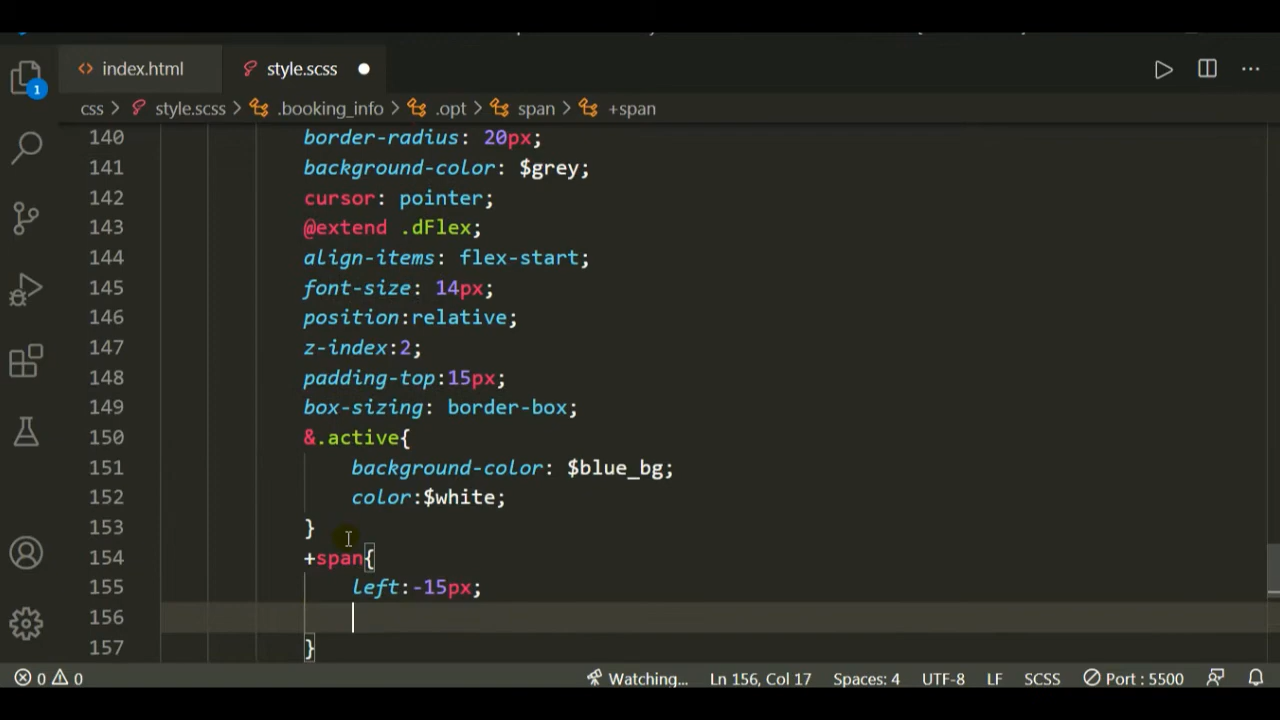 index.html
style.scss
1
css > style.scss > .booking_info > .opt > span > +span
140 border-radius: 20px;
141 background-color: $grey;
142 cursor: pointer;
143 @extend .dFlex;
144 align-items: flex-start;
145 font-size: 14px;
146 position:relative;
147 z-index:2;
148 padding-top:15px;
149 box-sizing: border-box;
150 &.active{
151 background-color: $blue_bg;
152 color:$white;
153 }
154 +span{
155 left:-15px;
156
157 }
0 0 Watching... Ln 156, Col 17 Spaces: 4 UTF-8 LF SCSS Port : 5500